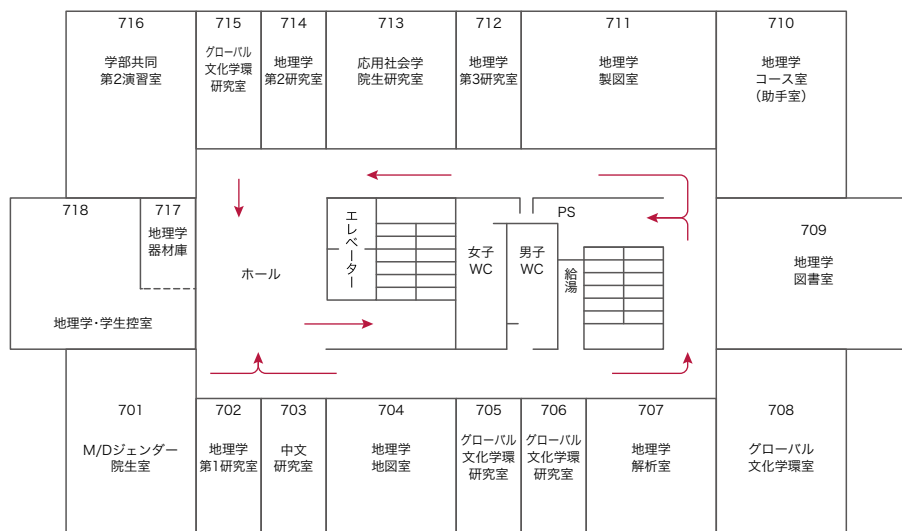 716
学部共同
第2演習室
715
グローバル
文化学環
研究室
714
地理学
第2研究室
713
応用社会学
院生研究室
712
地理学
第3研究室
711
地理学
製図室
710
地理学
コース室
（助手室）
718
地理学・学生控室
717
地理学
器材庫
ホール
エレベーター
女子
WC
男子
WC
PS
給湯
709
地理学
図書室
701
M/Dジェンダー
院生室
702
地理学
第1研究室
703
中文
研究室
704
地理学
地図室
705
グローバル
文化学環
研究室
706
グローバル
文化学環
研究室
707
地理学
解析室
708
グローバル
文化学環室